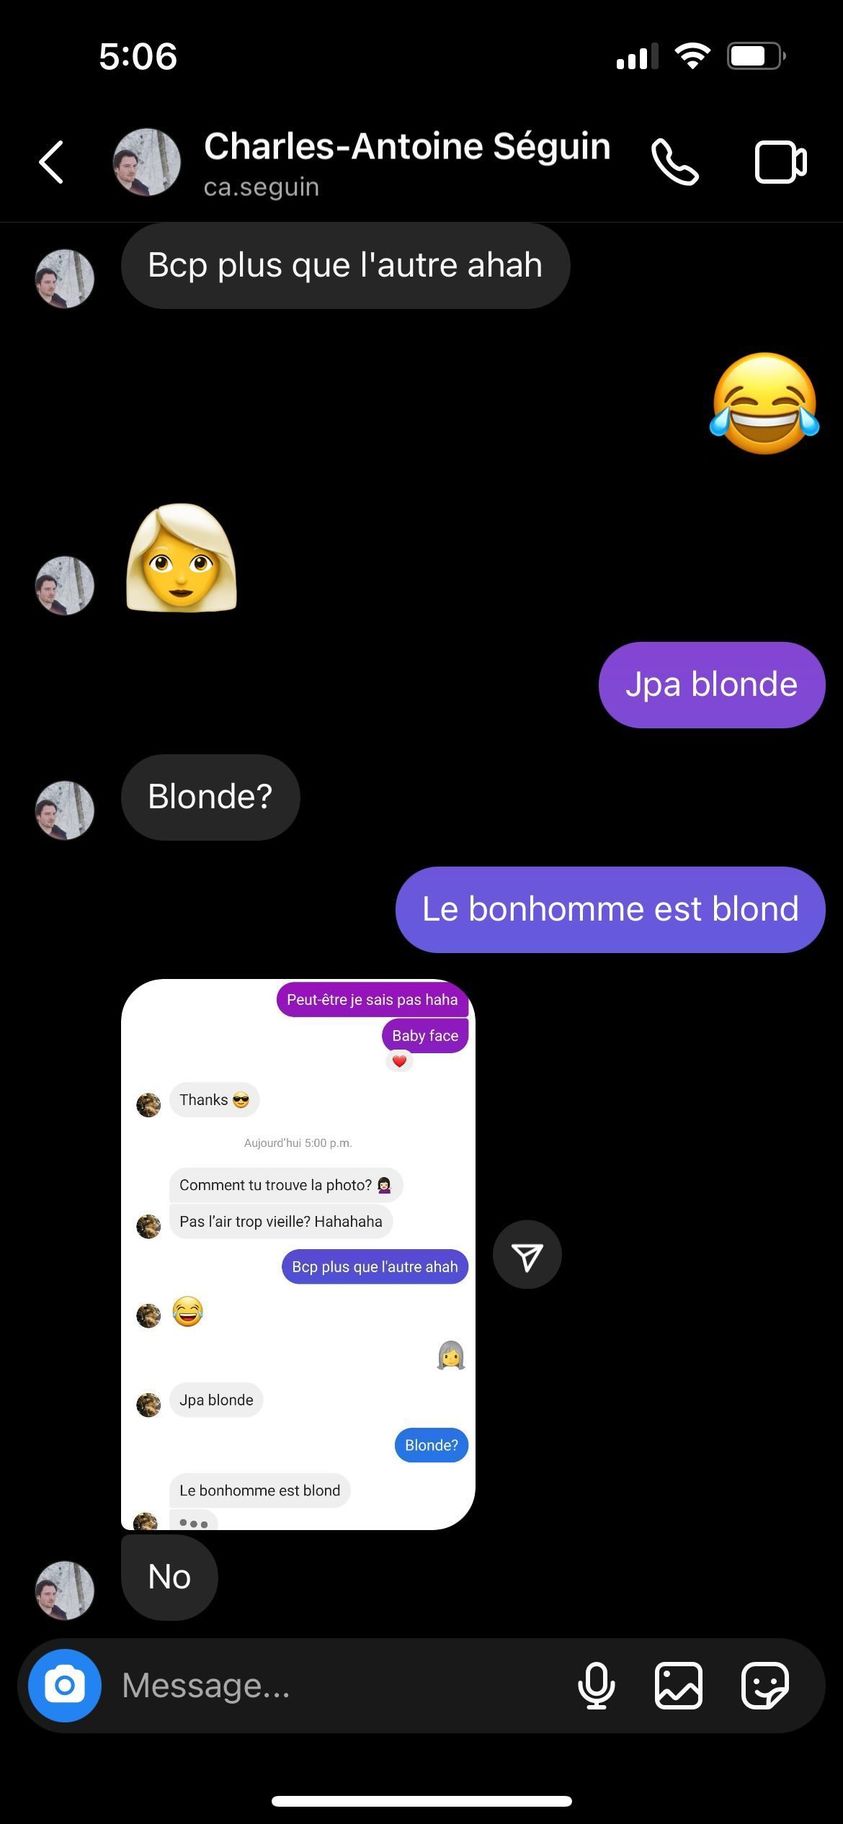 5:06
Charles-Antoine Séguin
ca.seguin
Bcp plus que l'autre ahah
Jpa blonde
Blonde?
Le bonhomme est blond
Peut-être je sais pas haha
Baby face
Thanks
Aujourd'hui 5:00 p.m.
Comment tu trouve la photo?
Pas l'air trop vieille? Hahahaha
Bcp plus que l'autre ahah
Jpa blonde
Blonde?
Le bonhomme est blond
No
Message...